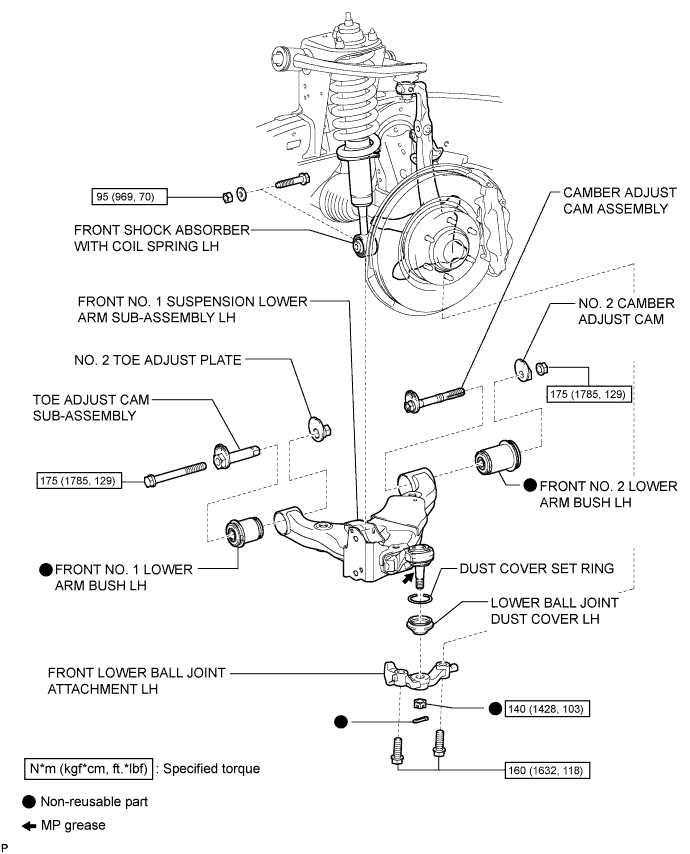 95 (969, 70)
CAMBER ADJUST
CAM ASSEMBLY
FRONT SHOCK ABSORBER
WITH COIL SPRING LH
FRONT NO. 1 SUSPENSION LOWER
ARM SUB-ASSEMBLY LH
NO. 2 CAMBER
ADJUST CAM
NO. 2 TOE ADJUST PLATE
175 (1785, 129)
TOE ADJUST CAM
SUB-ASSEMBLY
175 (1785, 129)
FRONT NO. 2 LOWER
ARM BUSH LH
FRONT NO. 1 LOWER
ARM BUSH LH
DUST COVER SET RING
LOWER BALL JOINT
DUST COVER LH
FRONT LOWER BALL JOINT
ATTACHMENT LH
140 (1428, 103)
160 (1632, 118)
N*m (kgf*cm, ft.*lbf) : Specified torque
Non-reusable part
MP grease
P